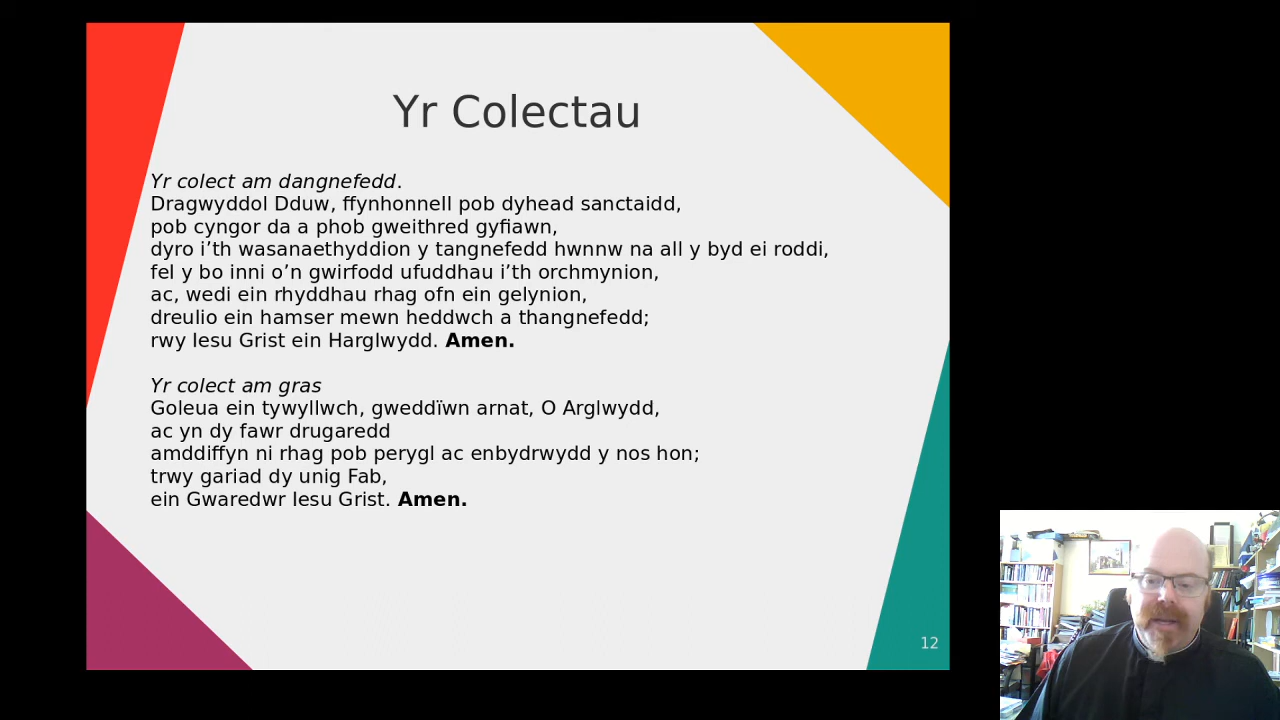 Yr Colectau
Yr colect am dangnefedd.
Dragwyddol Dduw, ffynhonnell pob dyhead sanctaidd,
pob cyngor da a phob gweithred gyfiawn,
dyro i’th wasanaethyddion y tangnefedd hwnnw na all y byd ei roddi,
fel y bo inni o’n gwirfodd ufuddhau i’th orchmynion,
ac, wedi ein rhyddhau rhag ofn ein gelynion,
dreulio ein hamser mewn heddwch a thangnefedd;
rwy Iesu Grist ein Harglwydd. Amen.
Yr colect am gras
Goleua ein tywyllwch, gweddïwn arnat, O Arglwydd,
ac yn dy fawr drugaredd
amddiffyn ni rhag pob perygl ac enbydrwydd y nos hon;
trwy gariad dy unig Fab,
ein Gwaredwr Iesu Grist. Amen.
12